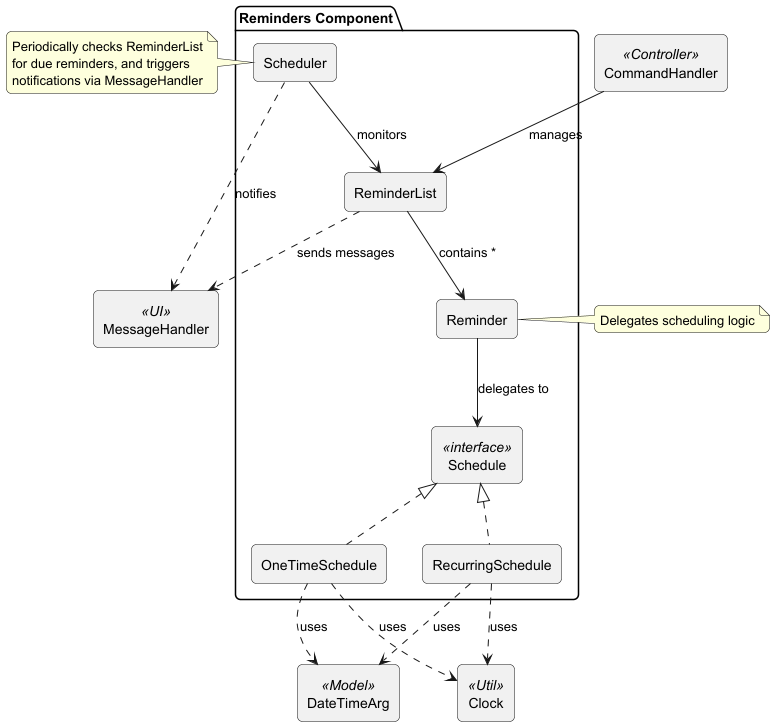 Reminders Component
Periodically checks ReminderList
for due reminders, and triggers
notifications via MessageHandler
Scheduler
«Controller»
CommandHandler
monitors
manages
ReminderList
notifies
sends messages
contains *
«UI»
MessageHandler
Reminder
Delegates scheduling logic
delegates to
«interface»
Schedule
OneTimeSchedule
RecurringSchedule
uses
uses
uses
uses
«Model»
DateTimeArg
«Util»
Clock